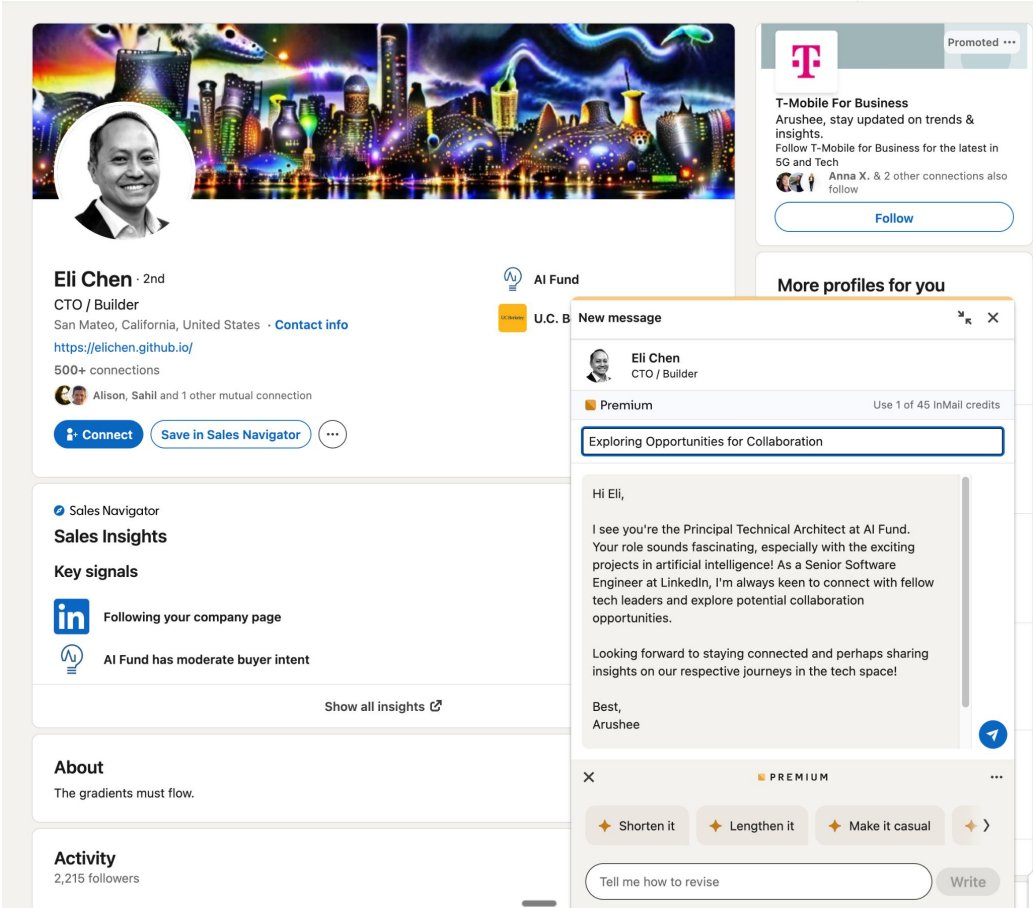 Eli Chen · 2nd
CTO / Builder
San Mateo, California, United States · Contact info
https://elichen.github.io/
500+ connections
Alison, Sahil and 1 other mutual connection
Connect
Save in Sales Navigator
AI Fund
UC Berkeley
U.C. B
Sales Navigator
Sales Insights
Key signals
in
Following your company page
AI Fund has moderate buyer intent
Show all insights
About
The gradients must flow.
Activity
2,215 followers
Promoted
T
T-Mobile For Business
Arushee, stay updated on trends &
insights.
Follow T-Mobile for Business for the latest in
5G and Tech
Anna X. & 2 other connections also
follow
Follow
More profiles for you
New message
Eli Chen
CTO / Builder
Premium
Use 1 of 45 InMail credits
Exploring Opportunities for Collaboration
Hi Eli,
I see you're the Principal Technical Architect at AI Fund.
Your role sounds fascinating, especially with the exciting
projects in artificial intelligence! As a Senior Software
Engineer at LinkedIn, I'm always keen to connect with fellow
tech leaders and explore potential collaboration
opportunities.
Looking forward to staying connected and perhaps sharing
insights on our respective journeys in the tech space!
Best,
Arushee
PREMIUM
Shorten it
Lengthen it
Make it casual
Tell me how to revise
Write